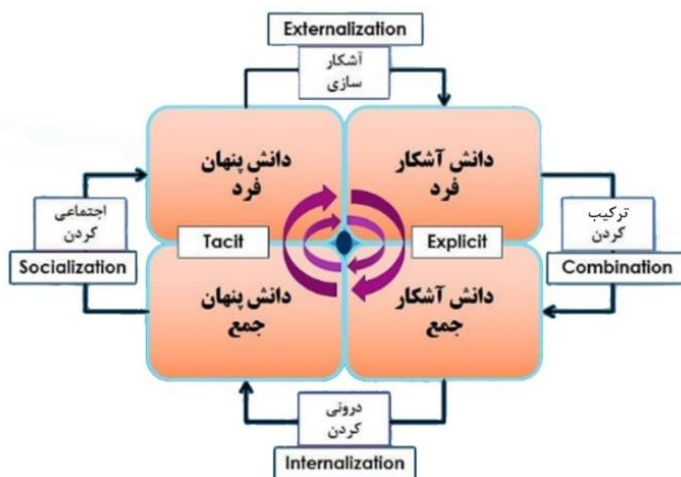 Externalization
آشکار
سازی
دانش پنهان
فرد
دانش آشکار
فرد
اجتماعی
کردن
Socialization
Tacit
Explicit
ترکیب
کردن
Combination
دانش پنهان
جمع
دانش آشکار
جمع
درونی
کردن
Internalization